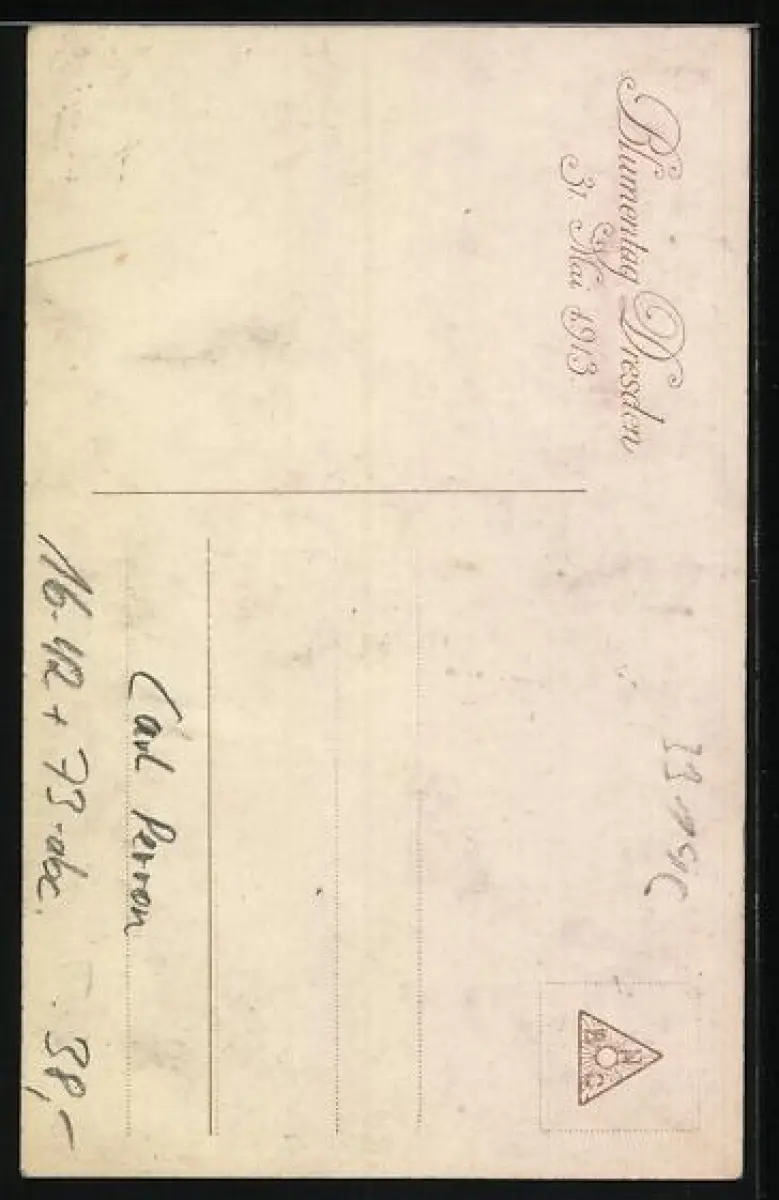 Blumentag Dresden
31. Mai 1913.
N
B C
Carl Perron
16-42 + 73-abc
38,-